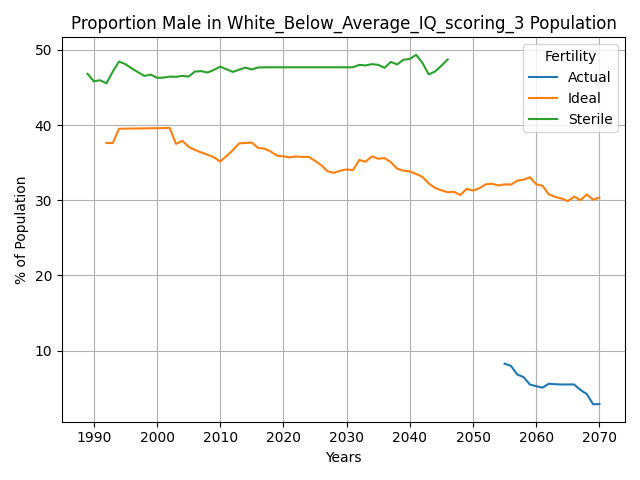 Proportion Male in White_Below_Average_IQ_scoring_3 Population
Fertility
Actual
Ideal
Sterile
% of Population
50
40
30
20
10
1990 2000 2010 2020 2030 2040 2050 2060 2070
Years